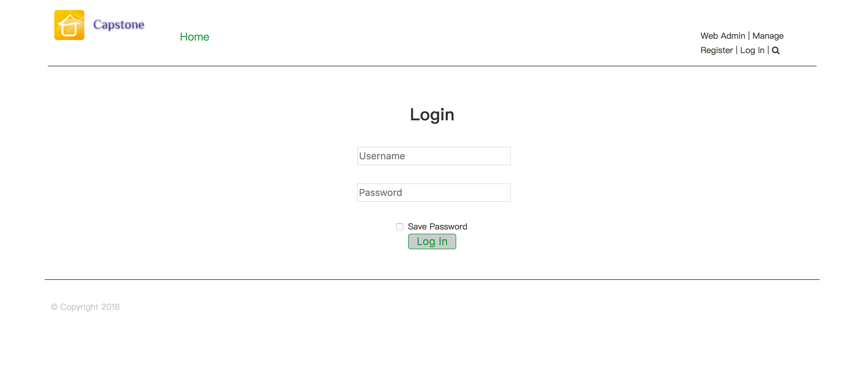 Capstone
Home
Web Admin | Manage
Register | Log In |
Login
Username
Password
Save Password
Log In
© Copyright 2018